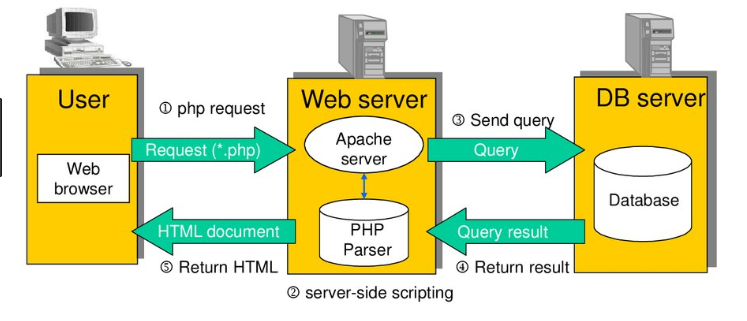 User
Web server
DB server
① php request
③ Send query
Request (*.php)
Apache
server
Query
Web
browser
Database
HTML document
PHP
Parser
Query result
⑤ Return HTML
④ Return result
② server-side scripting